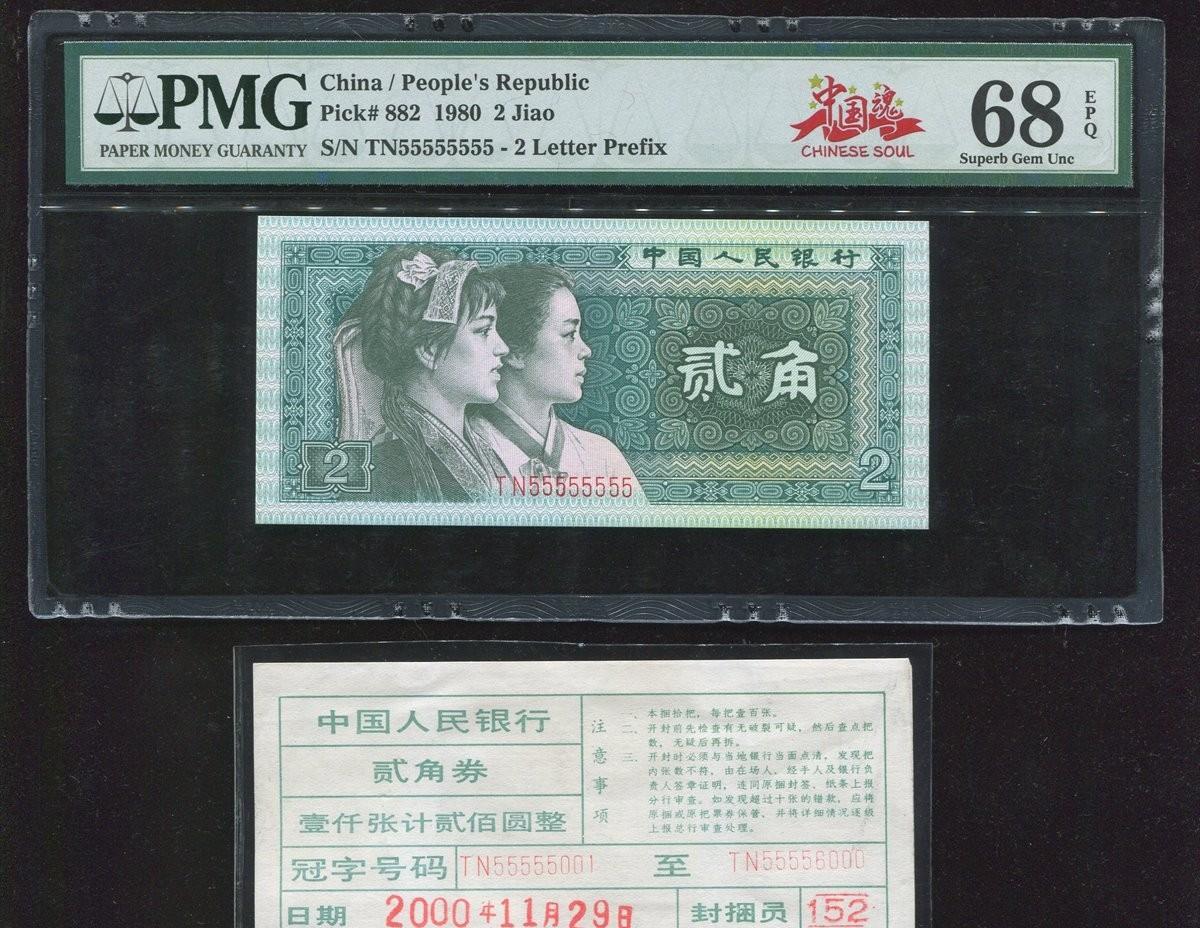 PMG
PAPER MONEY GUARANTY
China / People's Republic
Pick# 882 1980 2 Jiao
S/N TN55555555 - 2 Letter Prefix
中国魂
CHINESE SOUL
68
EPQ
Superb Gem Unc
中国人民银行
贰角
2
2
TN55555555
中国人民银行
贰角券
壹仟张计贰佰圆整
注意事项
一、本捆拾把,每把壹百张。
二、开封前先检查有无破裂可疑,然后查点把
数,无疑后再拆。
三、开封时必须与当地银行当面点清,发现把
内张数不符,由在场人、经手人及银行负
责人签章证明,连同原捆封签、纸条上报
分行审查。如发现超过十张的错款,应将
原捆或原把票券保管,并将详细情况逐级
上报总行审查处理。
冠字号码 TN55555001 至 TN55556000
日期 2000年11月29日 封捆员 152